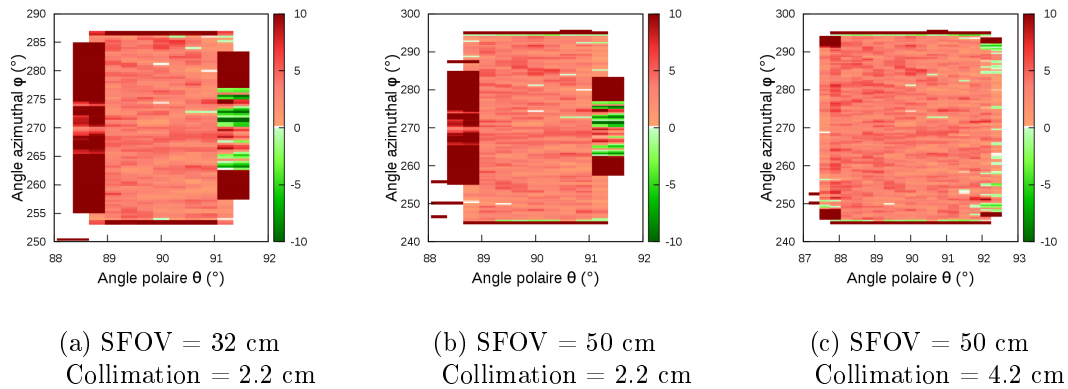 290
285
280
275
270
265
260
255
250
Angle azimuthal φ (°)
88 89 90 91 92
Angle polaire θ (°)
10
5
0
-5
-10
(a) SFOV = 32 cm
Collimation = 2.2 cm
300
290
280
270
260
250
240
Angle azimuthal φ (°)
88 89 90 91 92
Angle polaire θ (°)
10
5
0
-5
-10
(b) SFOV = 50 cm
Collimation = 2.2 cm
300
290
280
270
260
250
240
Angle azimuthal φ (°)
87 88 89 90 91 92 93
Angle polaire θ (°)
10
5
0
-5
-10
(c) SFOV = 50 cm
Collimation = 4.2 cm